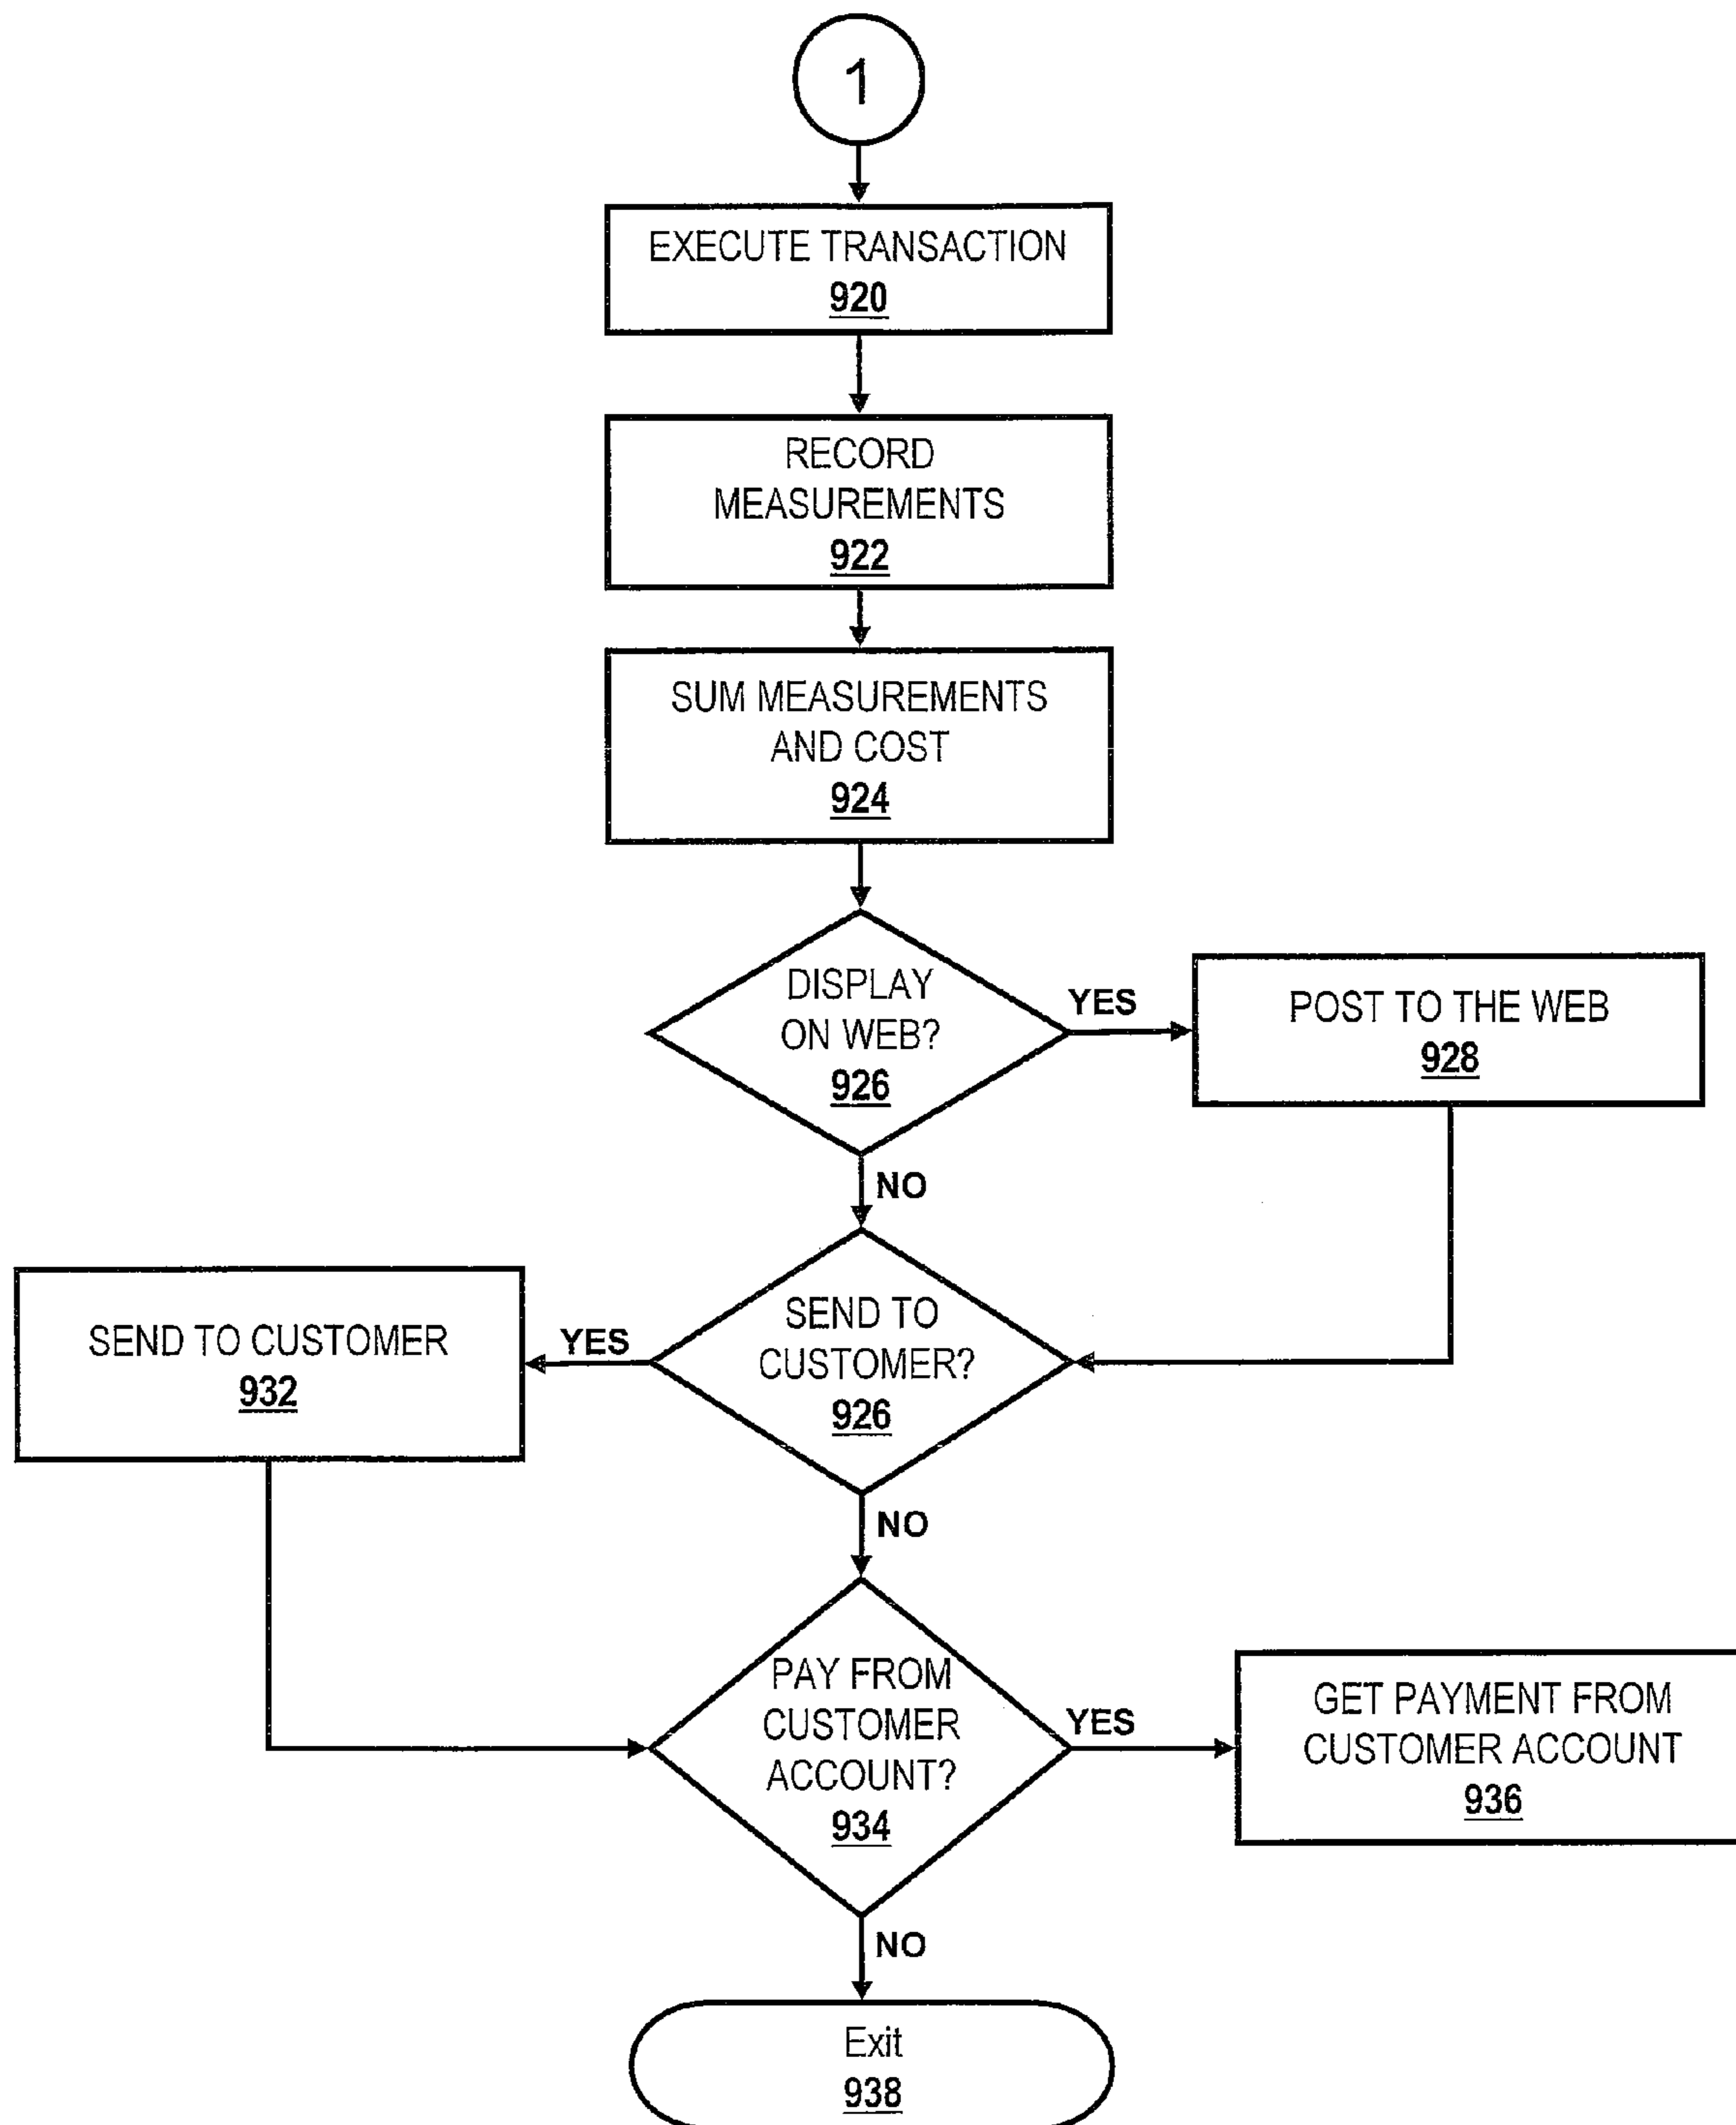 1
EXECUTE TRANSACTION
920
RECORD
MEASUREMENTS
922
SUM MEASUREMENTS
AND COST
924
DISPLAY
ON WEB?
926
YES
POST TO THE WEB
928
NO
SEND TO
CUSTOMER?
926
YES
SEND TO CUSTOMER
932
NO
PAY FROM
CUSTOMER
ACCOUNT?
934
YES
GET PAYMENT FROM
CUSTOMER ACCOUNT
936
NO
Exit
938